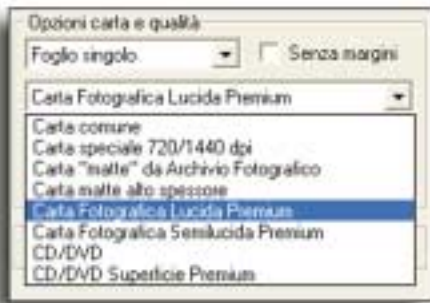 Opzioni carta e qualità
Foglio singolo
Senza margini
Carta Fotografica Lucida Premium
Carta comune
Carta speciale 720/1440 dpi
Carta "matte" da Archivio Fotografico
Carta matte alto spessore
Carta Fotografica Lucida Premium
Carta Fotografica Semilucida Premium
CD/DVD
CD/DVD Superficie Premium